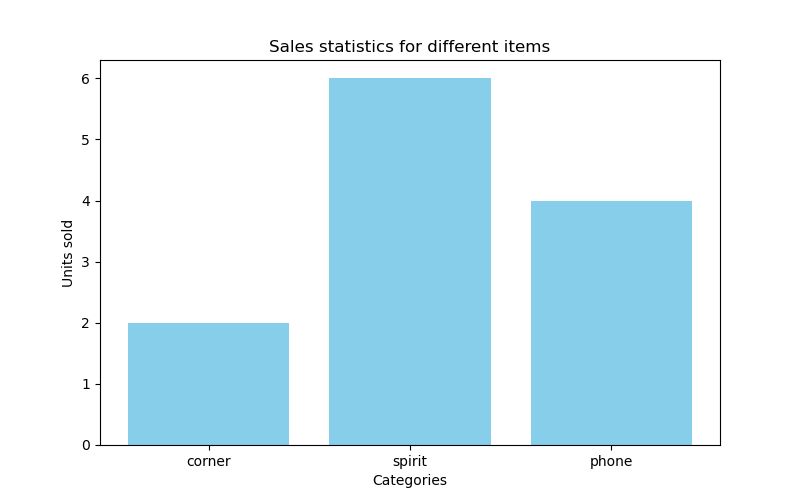 Sales statistics for different items
6
5
4
3
2
1
0
Units sold
corner spirit phone
Categories